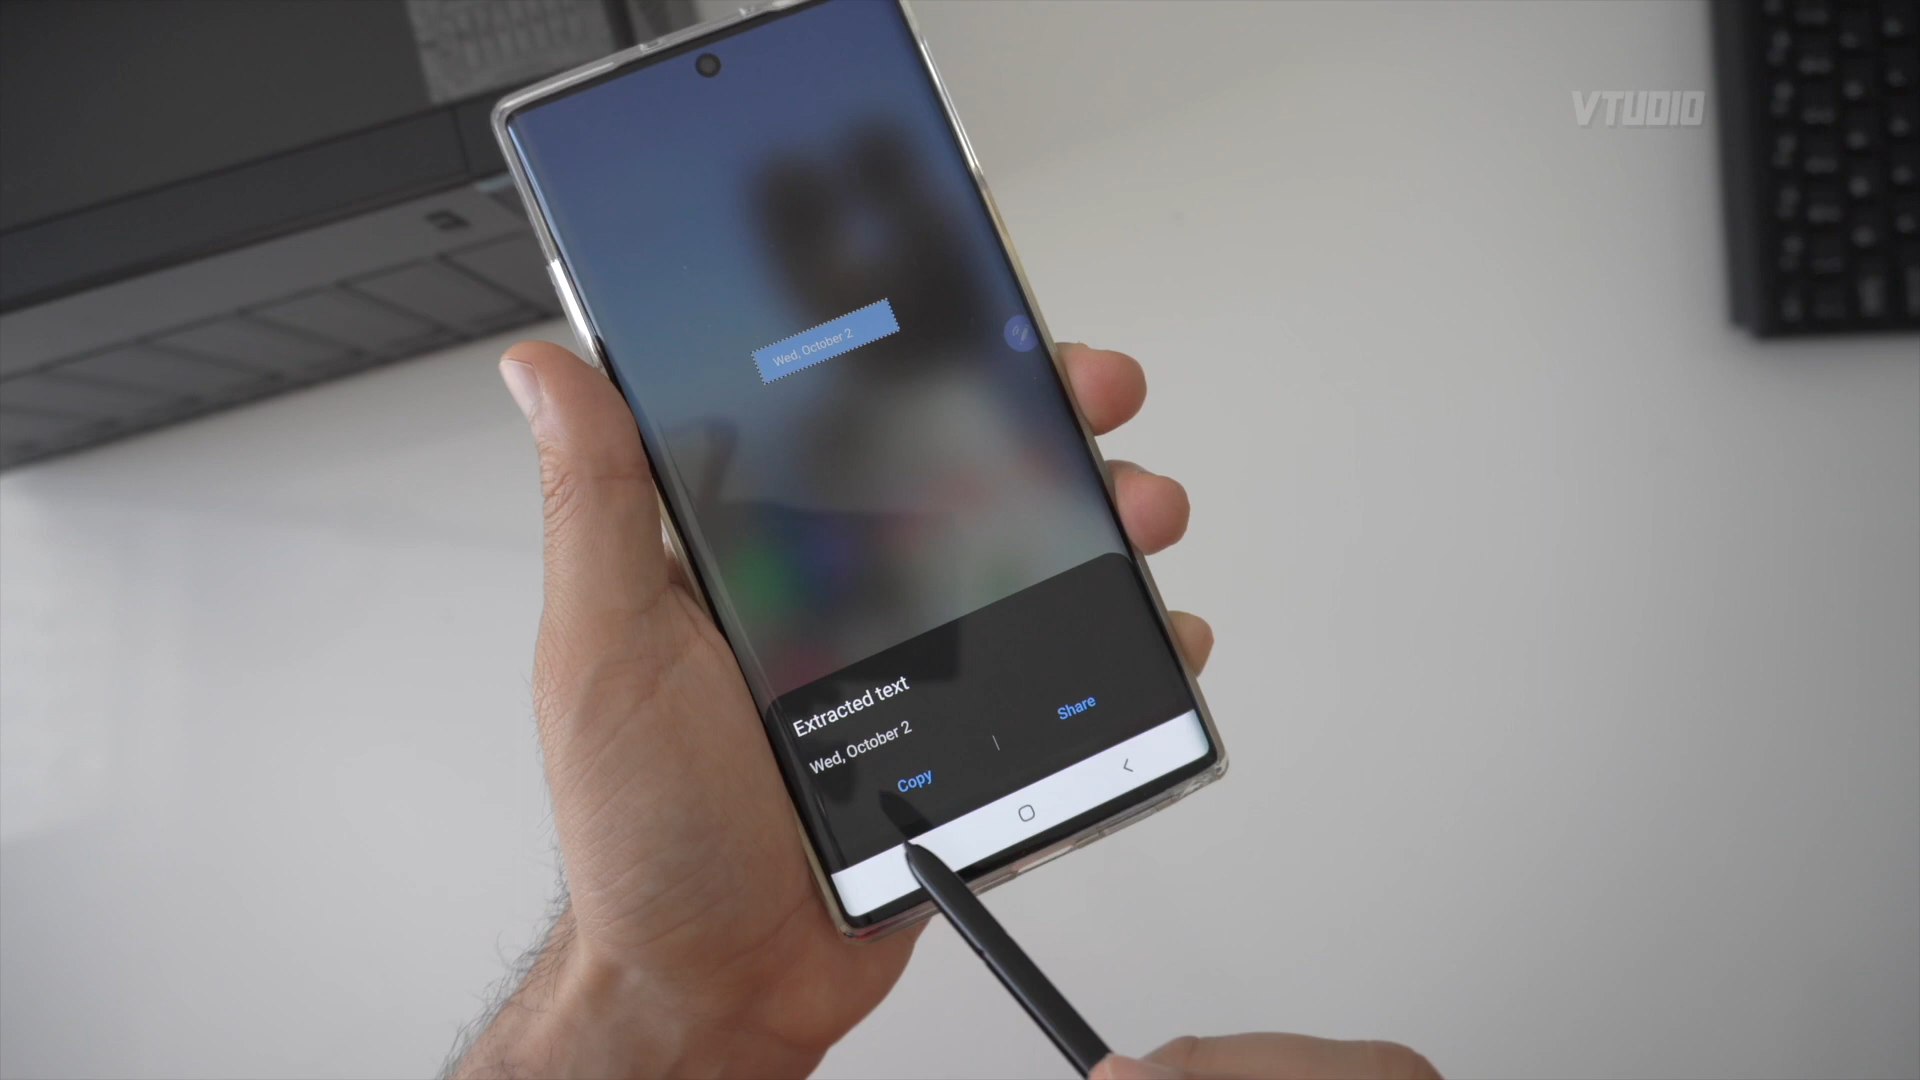 VTUDIO
Wed, October 2
Extracted text
Wed, October 2
Copy | Share